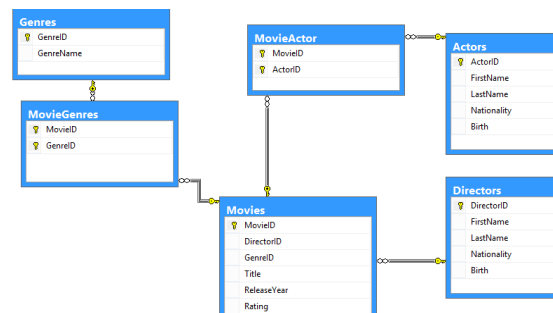 Genres
GenreID
GenreName
MovieActor
MovieID
ActorID
Actors
ActorID
FirstName
LastName
Nationality
Birth
MovieGenres
MovieID
GenreID
Movies
MovieID
DirectorID
GenreID
Title
ReleaseYear
Rating
Directors
DirectorID
FirstName
LastName
Nationality
Birth